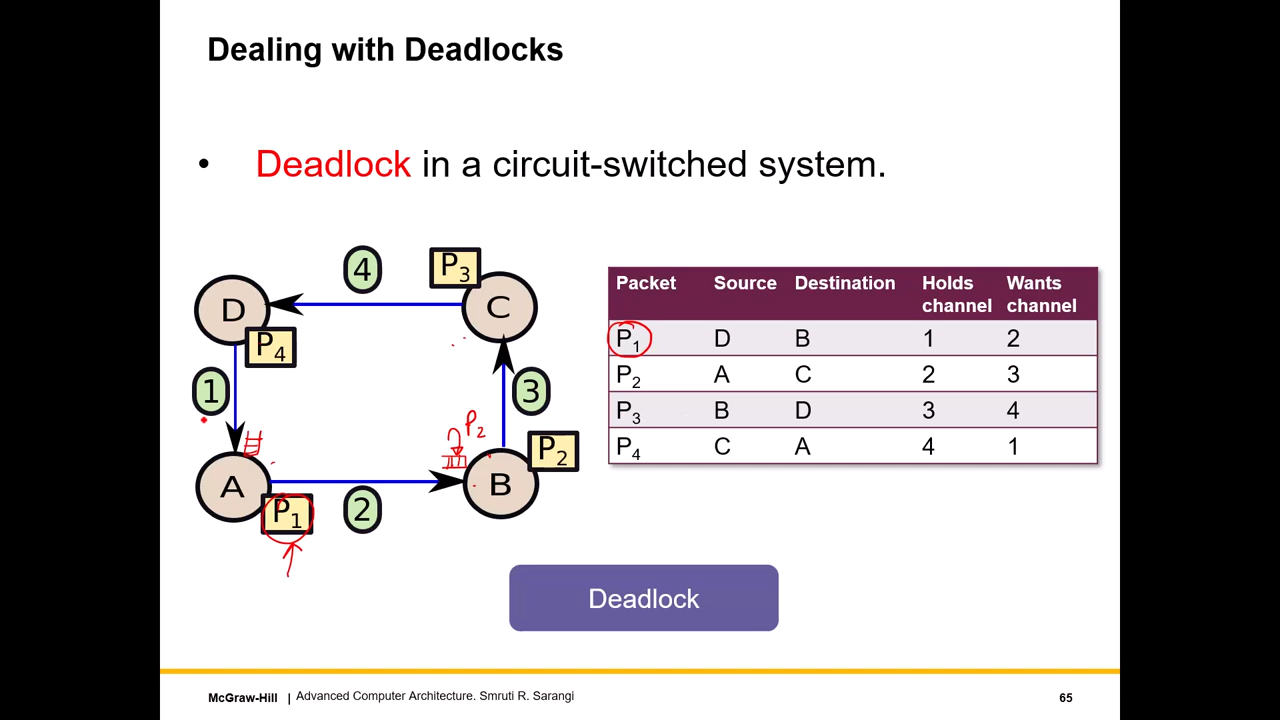 Dealing with Deadlocks
• Deadlock in a circuit-switched system.
4
P3
D
C
P4
1
3
P2
P2
A
B
P1
2
Packet Source Destination Holds channel Wants channel
P1 D B 1 2
P2 A C 2 3
P3 B D 3 4
P4 C A 4 1
Deadlock
McGraw-Hill | Advanced Computer Architecture. Smruti R. Sarangi 65